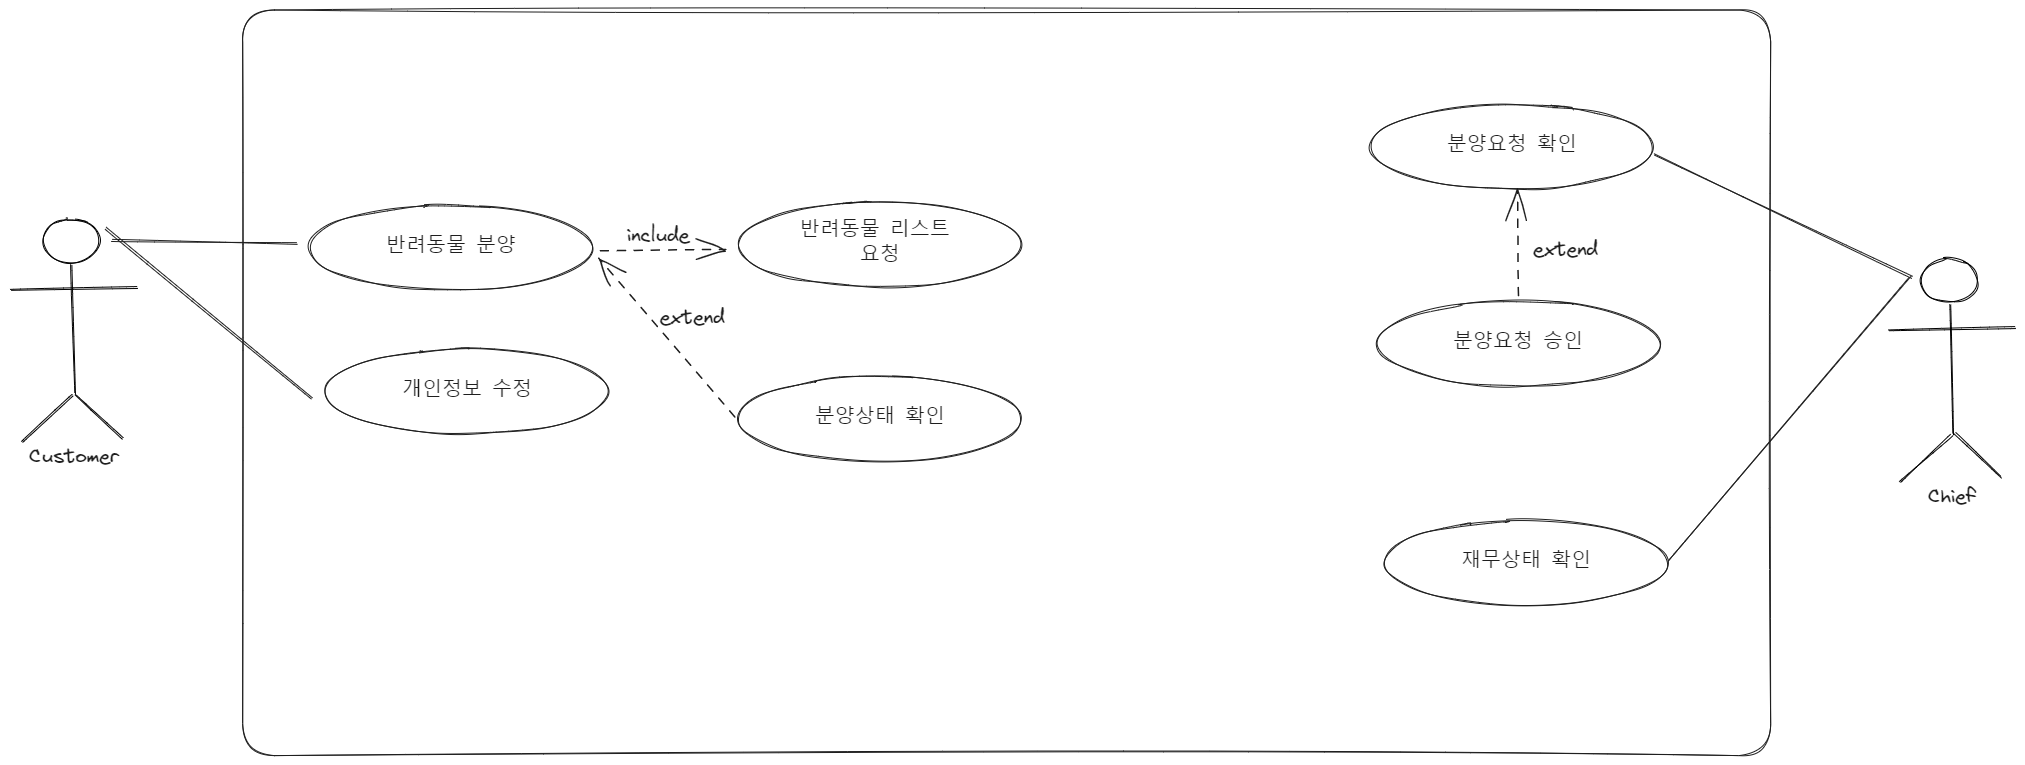 분양요청 확인
반려동물 분양
include
반려동물 리스트
요청
extend
extend
분양요청 승인
개인정보 수정
분양상태 확인
Customer
Chief
재무상태 확인